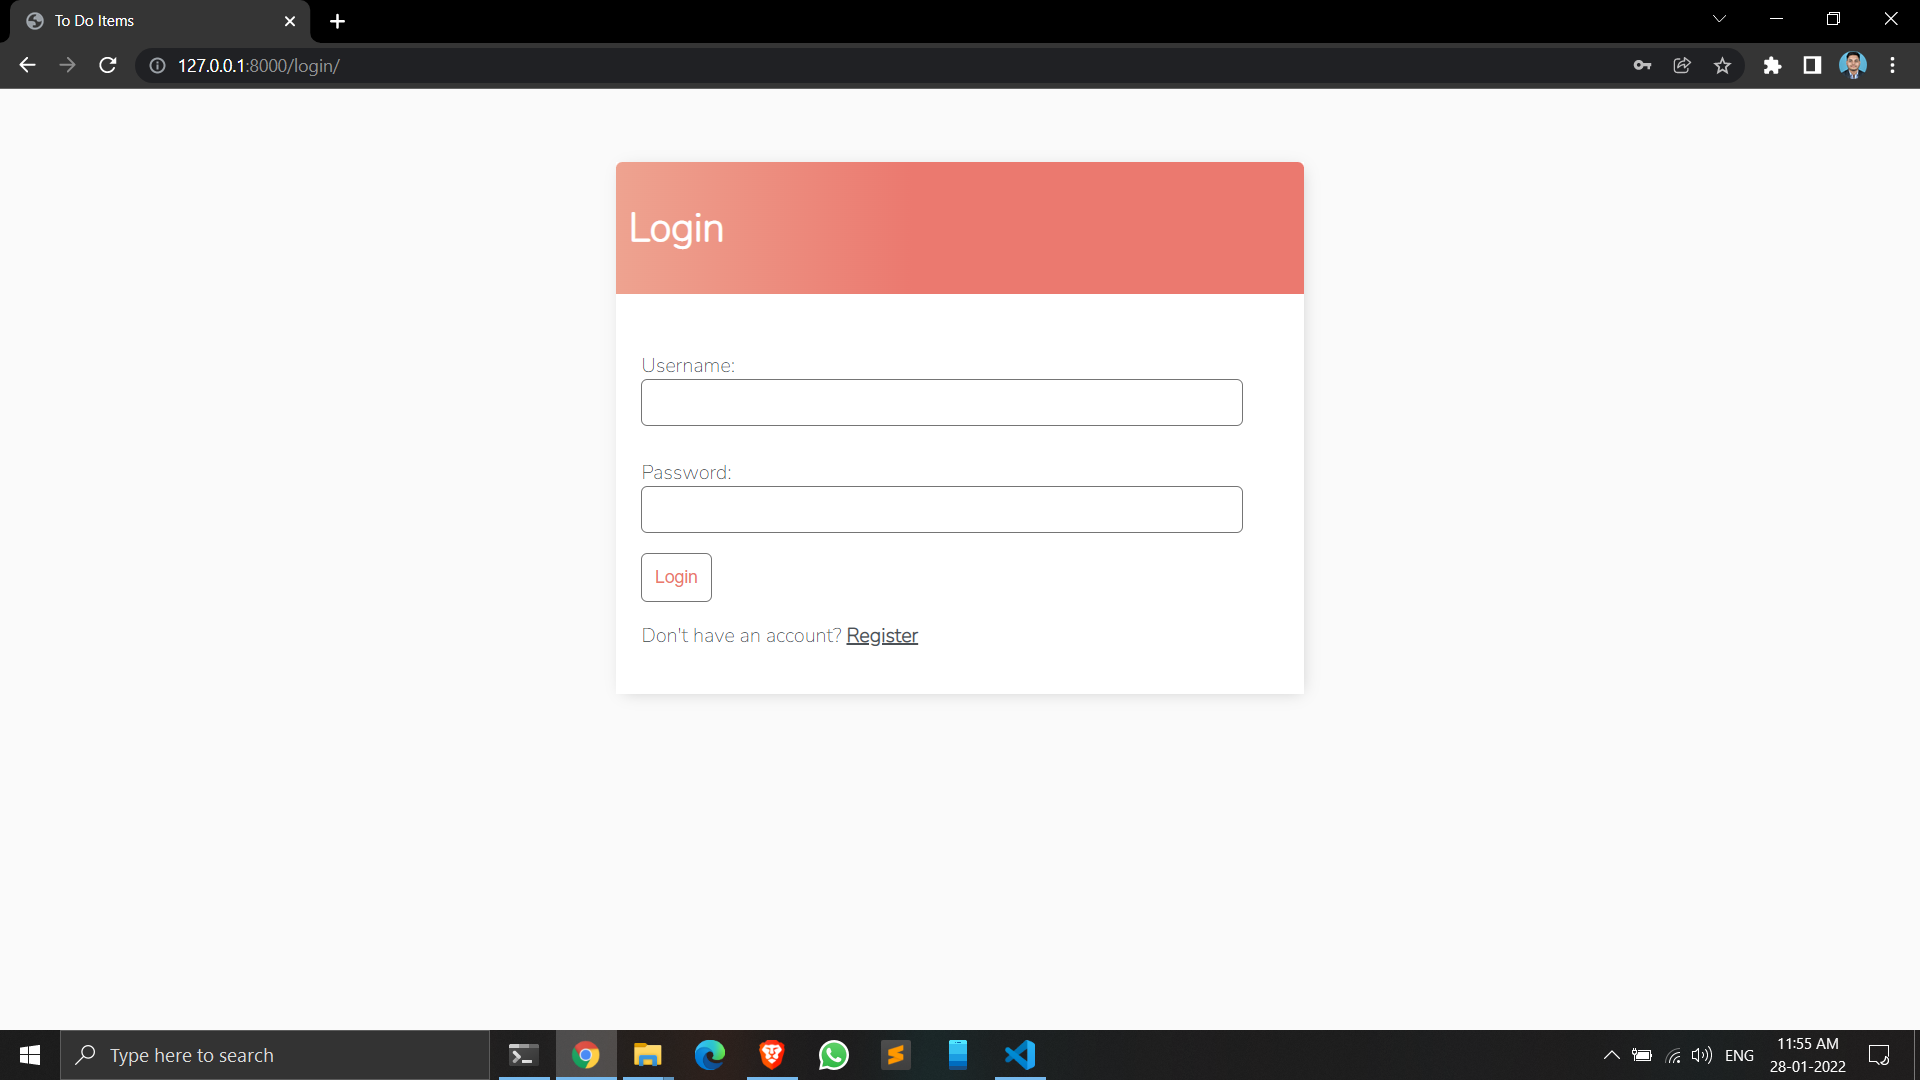 To Do Items
127.0.0.1:8000/login/
Login
Username:
Password:
Login
Don't have an account? Register
Type here to search
ENG
11:55 AM
28-01-2022